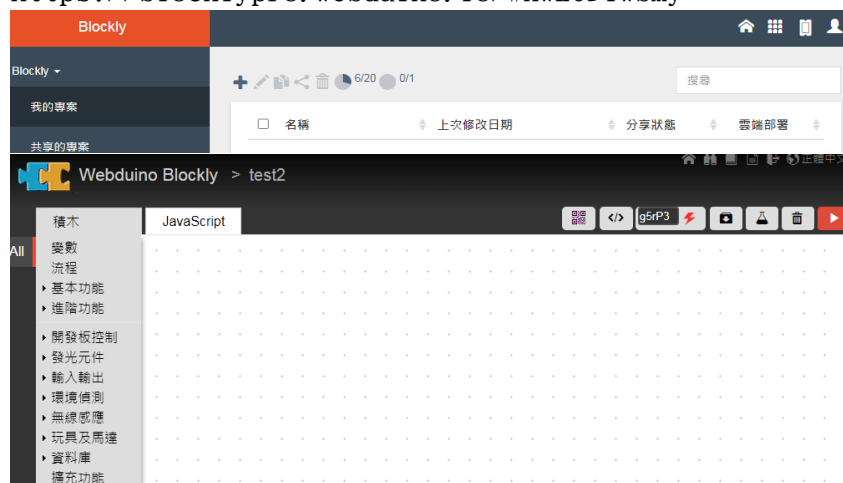 Blockly
Blockly
6/20 0/1
搜尋
我的專案
名稱 上次修改日期 分享狀態 雲端部署
共享的專案
Webduino Blockly > test2
正體中文
積木 JavaScript
</> g5rP3
All
變數
流程
基本功能
進階功能
開發板控制
發光元件
輸入輸出
環境偵測
無線感應
玩具及馬達
資料庫
擴充功能